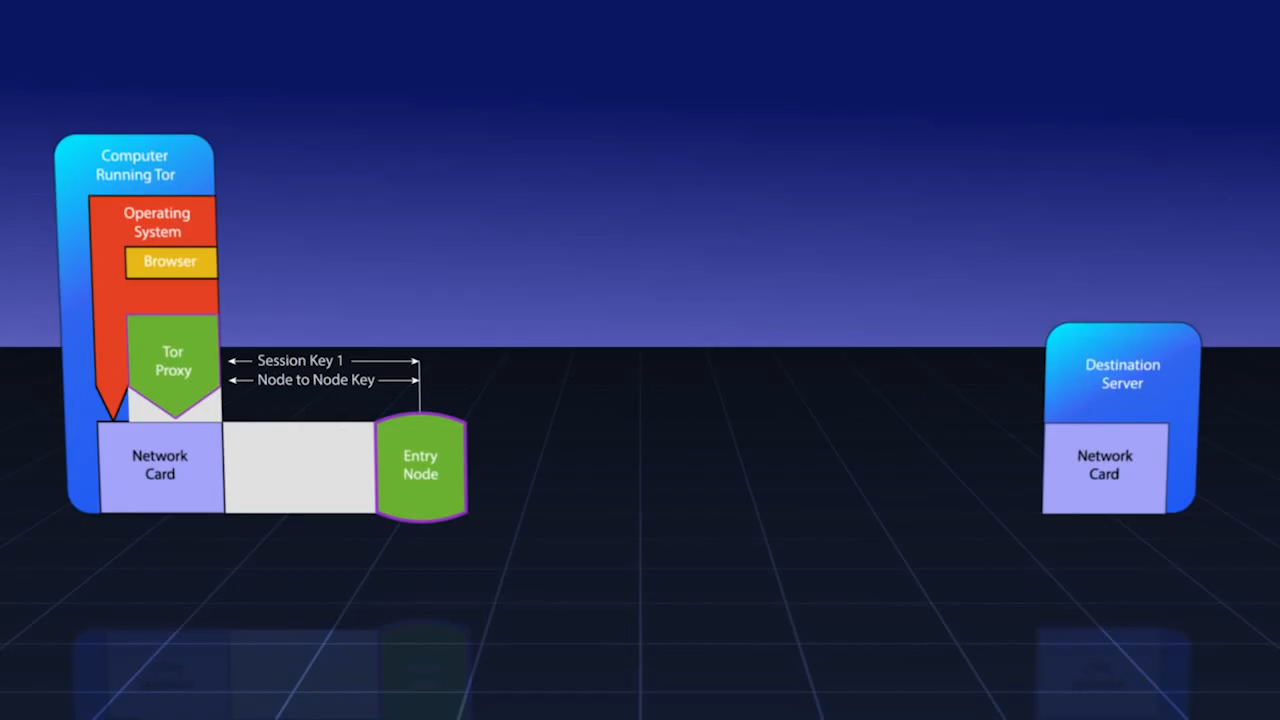 Computer
Running Tor
Operating
System
Browser
Tor
Proxy
Session Key 1
Node to Node Key
Network
Card
Entry
Node
Destination
Server
Network
Card